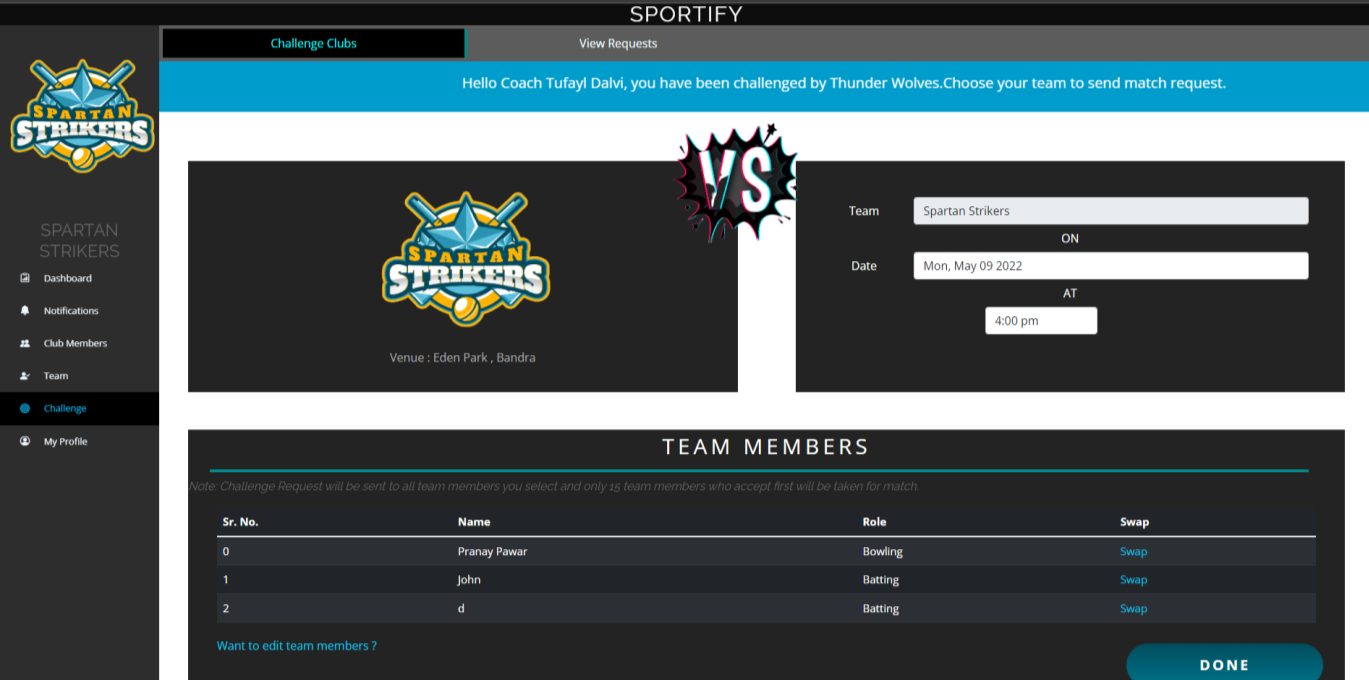 SPORTIFY
Challenge Clubs
View Requests
Hello Coach Tufayl Dalvi, you have been challenged by Thunder Wolves.Choose your team to send match request.
SPARTAN
STRIKERS
SPARTAN
STRIKERS
Dashboard
Notifications
Club Members
Team
Challenge
My Profile
SPARTAN
STRIKERS
Venue : Eden Park , Bandra
VS
Team Spartan Strikers
ON
Date Mon, May 09 2022
AT
4:00 pm
TEAM MEMBERS
Note: Challenge Request will be sent to all team members you select and only 15 team members who accept first will be taken for match.
Sr. No. Name Role Swap
0 Pranay Pawar Bowling Swap
1 John Batting Swap
2 d Batting Swap
Want to edit team members ?
DONE